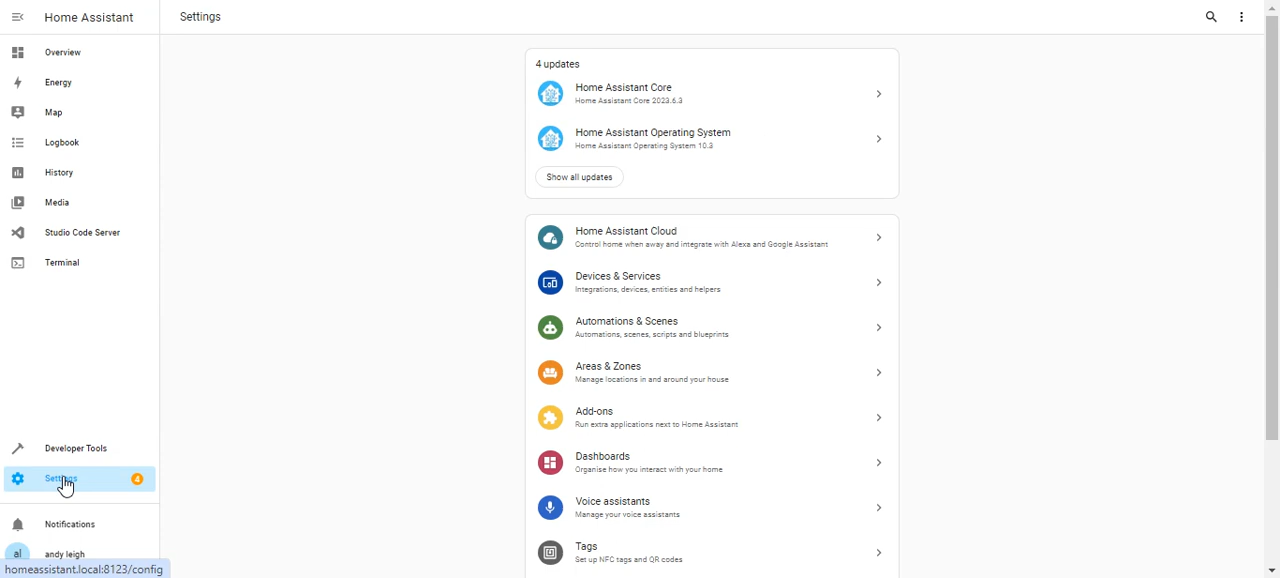 Home Assistant
Settings
Overview
Energy
Map
Logbook
History
Media
Studio Code Server
Terminal
Developer Tools
Settings
4
Notifications
al
andy leigh
homeassistant.local:8123/config
4 updates
Home Assistant Core
Home Assistant Core 2023.6.3
Home Assistant Operating System
Home Assistant Operating System 10.3
Show all updates
Home Assistant Cloud
Control home when away and integrate with Alexa and Google Assistant
Devices & Services
Integrations, devices, entities and helpers
Automations & Scenes
Automations, scenes, scripts and blueprints
Areas & Zones
Manage locations in and around your house
Add-ons
Run extra applications next to Home Assistant
Dashboards
Organise how you interact with your home
Voice assistants
Manage your voice assistants
Tags
Set up NFC tags and QR codes